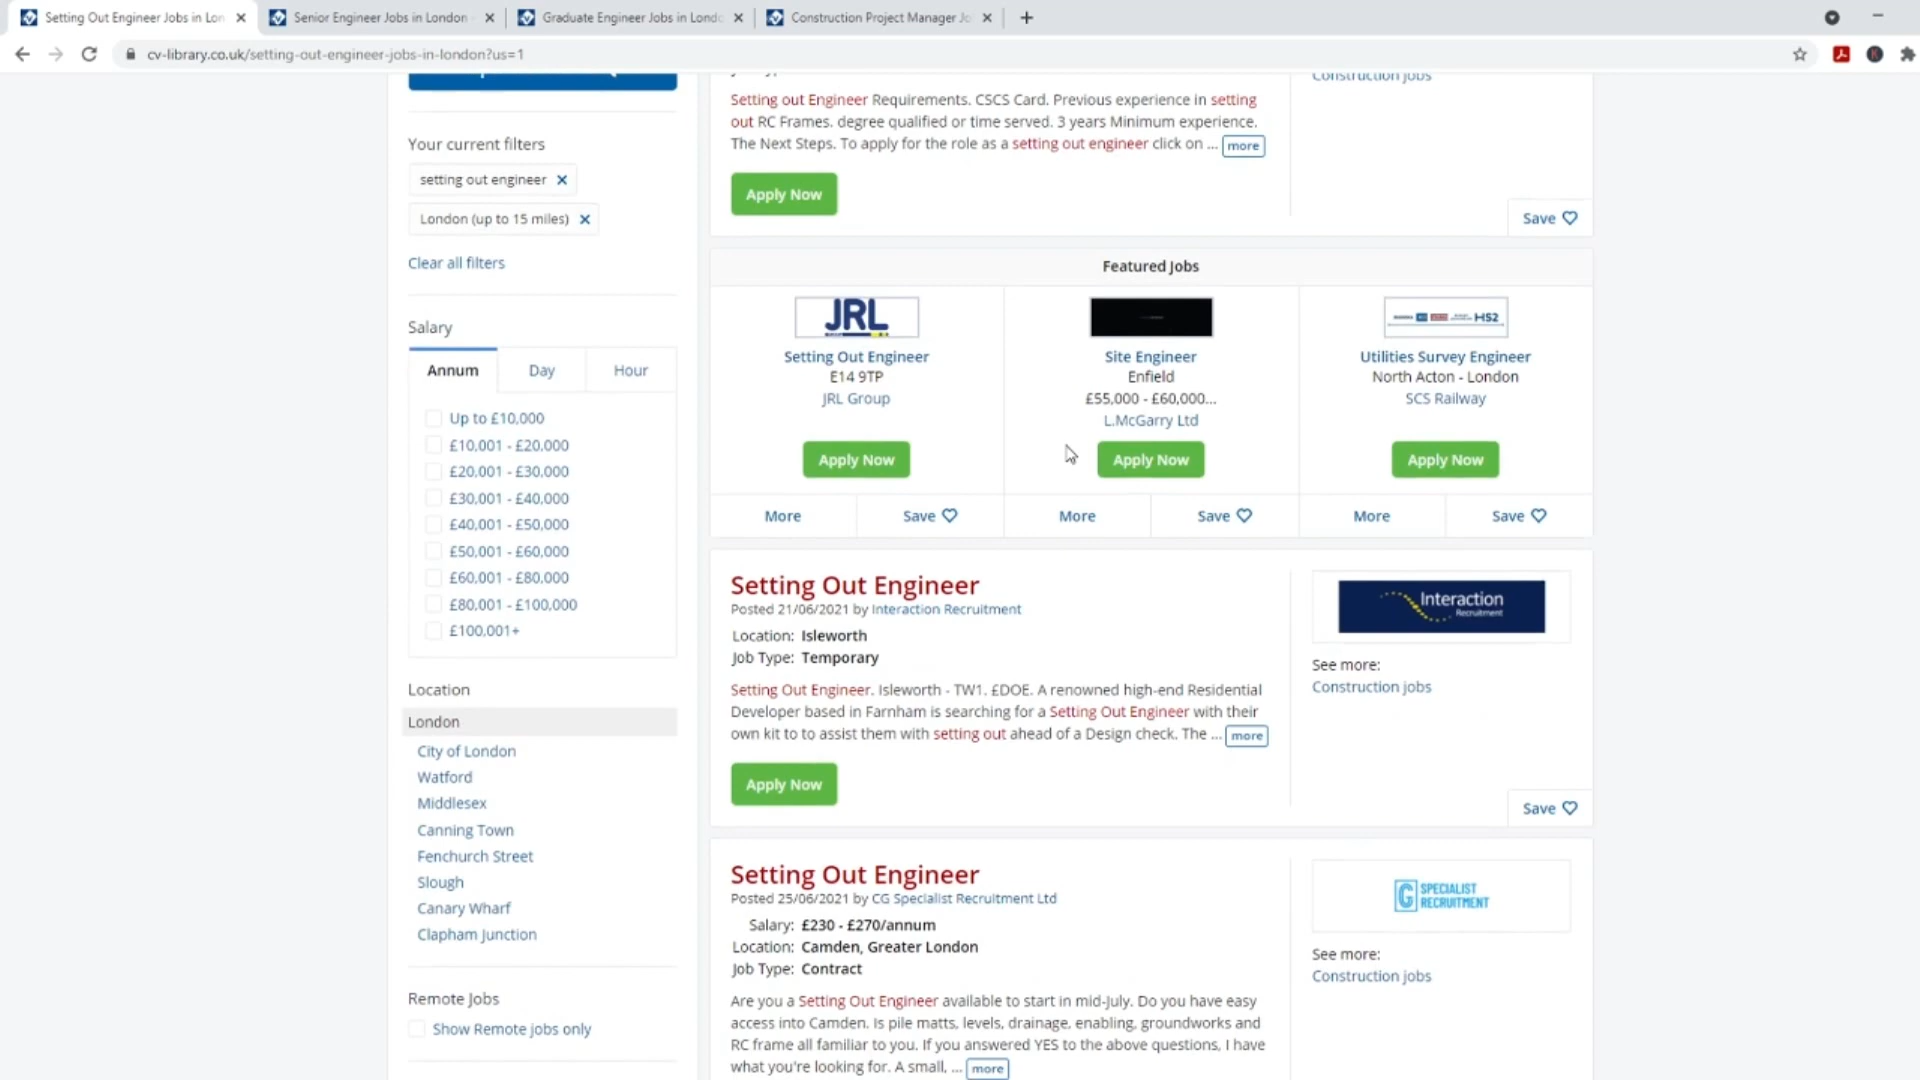 Setting Out Engineer Jobs in Lon
Senior Engineer Jobs in London
Graduate Engineer Jobs in Londo
Construction Project Manager Jo
cv-library.co.uk/setting-out-engineer-jobs-in-london?us=1
Your current filters
setting out engineer ×
London (up to 15 miles) ×
Clear all filters
Salary
Annum Day Hour
Up to £10,000
£10,001 - £20,000
£20,001 - £30,000
£30,001 - £40,000
£40,001 - £50,000
£50,001 - £60,000
£60,001 - £80,000
£80,001 - £100,000
£100,001+
Location
London
City of London
Watford
Middlesex
Canning Town
Fenchurch Street
Slough
Canary Wharf
Clapham Junction
Remote Jobs
Show Remote jobs only
Construction jobs
Setting out Engineer Requirements. CSCS Card. Previous experience in setting
out RC Frames. degree qualified or time served. 3 years Minimum experience.
The Next Steps. To apply for the role as a setting out engineer click on ... more
Apply Now
Save
Featured Jobs
JRL
Setting Out Engineer
E14 9TP
JRL Group
Apply Now
More Save
Site Engineer
Enfield
£55,000 - £60,000...
L.McGarry Ltd
Apply Now
More Save
HS2
Utilities Survey Engineer
North Acton - London
SCS Railway
Apply Now
More Save
Setting Out Engineer
Posted 21/06/2021 by Interaction Recruitment
Location: Isleworth
Job Type: Temporary
Setting Out Engineer. Isleworth - TW1. £DOE. A renowned high-end Residential
Developer based in Farnham is searching for a Setting Out Engineer with their
own kit to to assist them with setting out ahead of a Design check. The ... more
Apply Now
Interaction
Recruitment
See more:
Construction jobs
Save
Setting Out Engineer
Posted 25/06/2021 by CG Specialist Recruitment Ltd
Salary: £230 - £270/annum
Location: Camden, Greater London
Job Type: Contract
Are you a Setting Out Engineer available to start in mid-July. Do you have easy
access into Camden. Is pile matts, levels, drainage, enabling, groundworks and
RC frame all familiar to you. If you answered YES to the above questions, I have
what you're looking for. A small, ... more
SPECIALIST
RECRUITMENT
See more:
Construction jobs